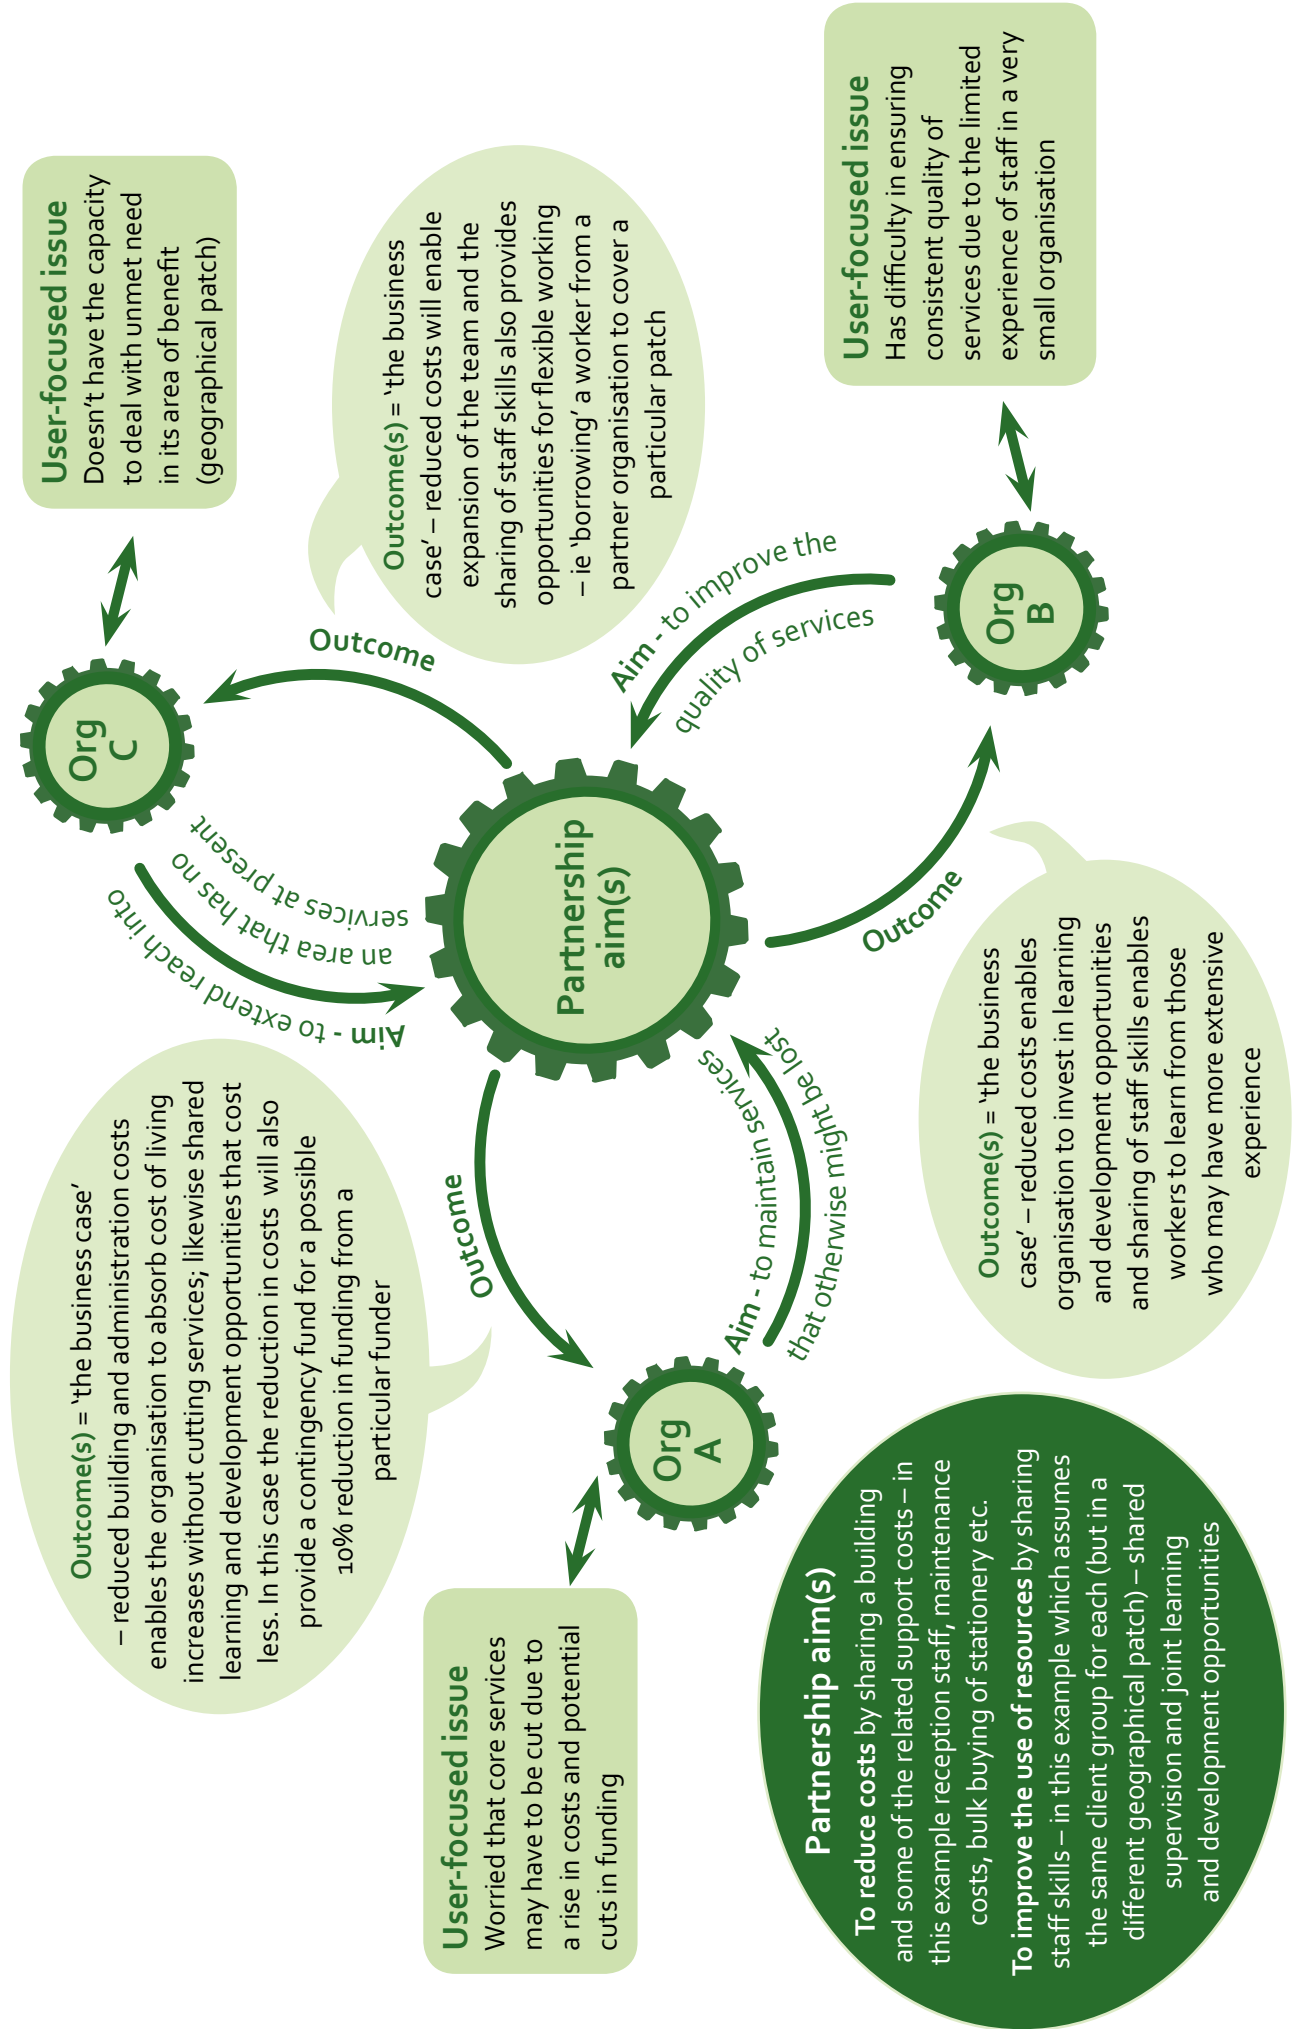 User-focused issue
Worried that core services
may have to be cut due to
a rise in costs and potential
cuts in funding
Outcome(s) = ‘the business case’
– reduced building and administration costs
enables the organisation to absorb cost of living
increases without cutting services; likewise shared
learning and development opportunities that cost
less. In this case the reduction in costs will also
provide a contingency fund for a possible
10% reduction in funding from a
particular funder
Org
C
User-focused issue
Doesn’t have the capacity
to deal with unmet need
in its area of benefit
(geographical patch)
Aim - to extend reach into
an area that has no
services at present
Outcome
Outcome(s) = ‘the business
case’ – reduced costs will enable
expansion of the team and the
sharing of staff skills also provides
opportunities for flexible working
– ie ‘borrowing’ a worker from a
partner organisation to cover a
particular patch
Outcome
Org
A
Aim - to maintain services
that otherwise might be lost
Partnership
aim(s)
Aim - to improve the
quality of services
Outcome
Org
B
User-focused issue
Has difficulty in ensuring
consistent quality of
services due to the limited
experience of staff in a very
small organisation
Partnership aim(s)
To reduce costs by sharing a building
and some of the related support costs – in
this example reception staff, maintenance
costs, bulk buying of stationery etc.
To improve the use of resources by sharing
staff skills – in this example which assumes
the same client group for each (but in a
different geographical patch) – shared
supervision and joint learning
and development opportunities
Outcome(s) = ‘the business
case’ – reduced costs enables
organisation to invest in learning
and development opportunities
and sharing of staff skills enables
workers to learn from those
who may have more extensive
experience